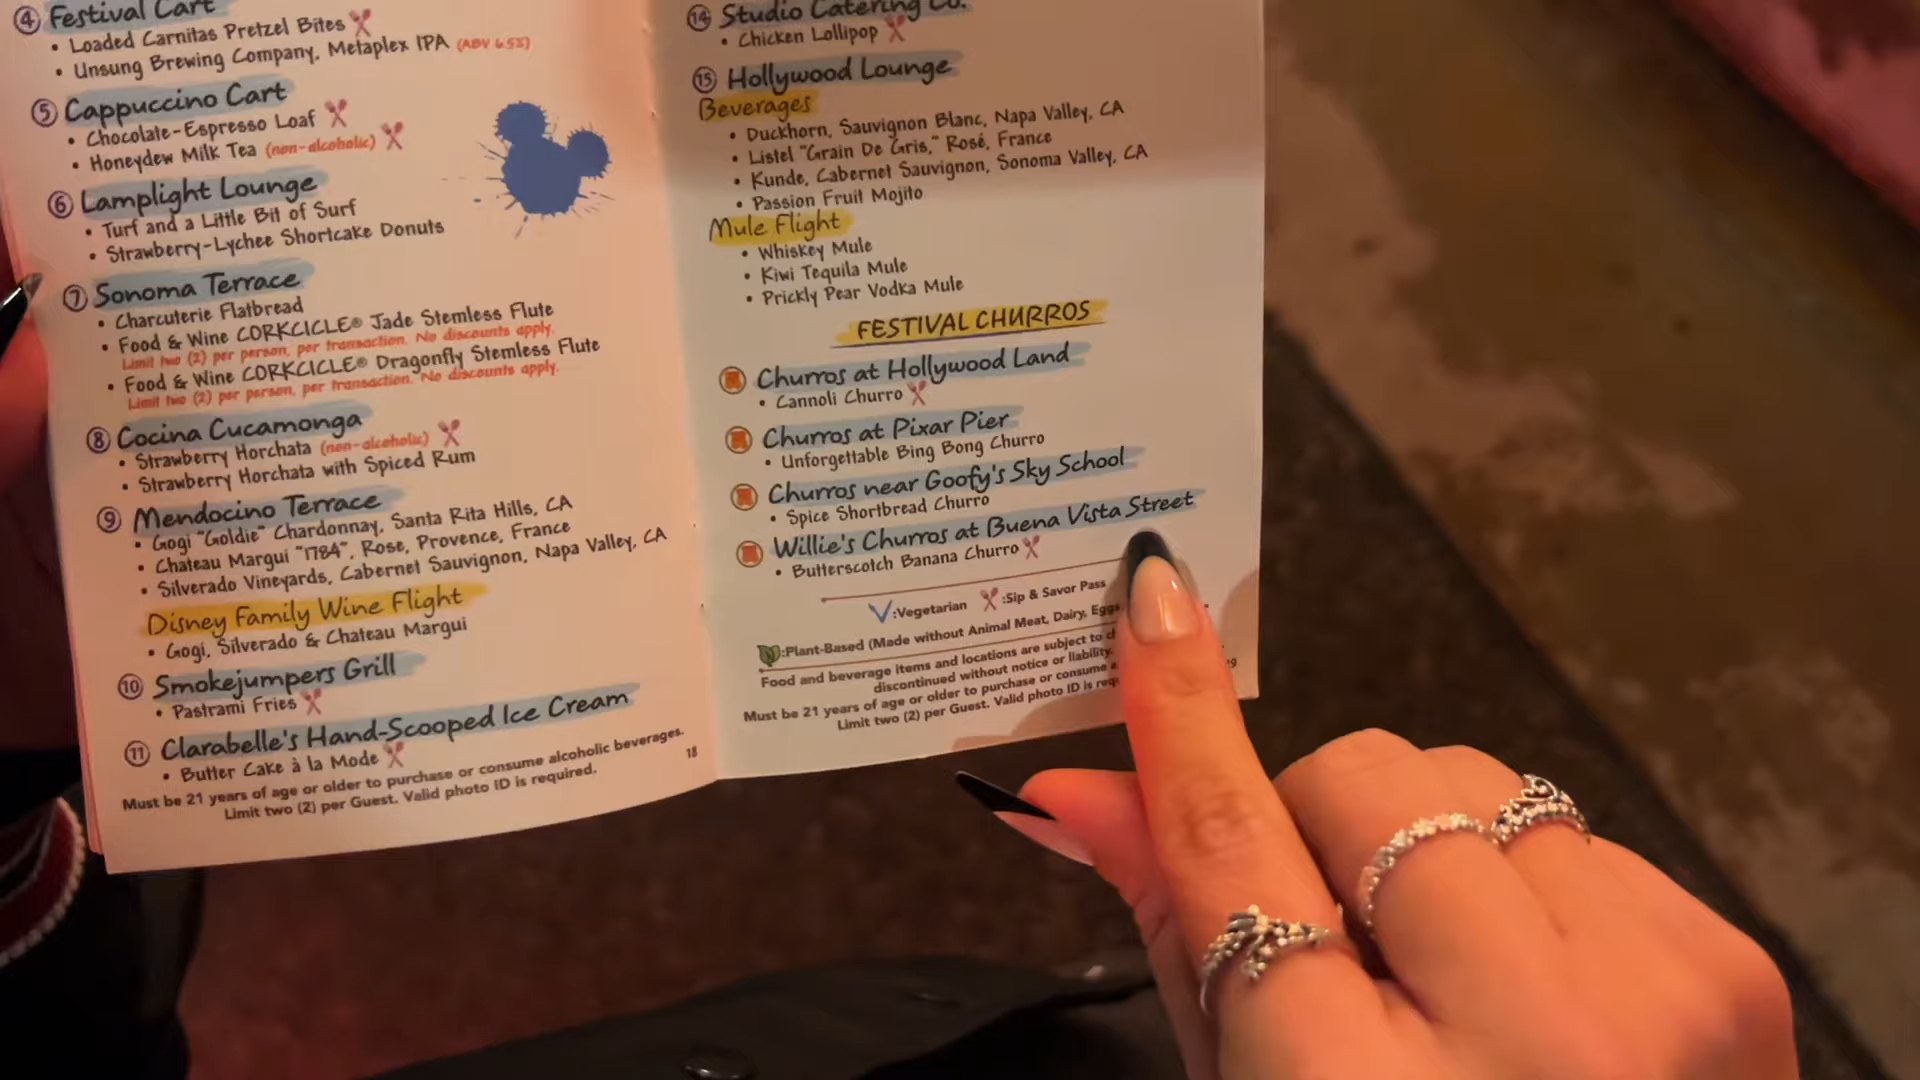 4 Festival Cart
• Loaded Carnitas Pretzel Bites
• Unsung Brewing Company, Metaplex IPA (ABV 6.5%)
5 Cappuccino Cart
• Chocolate-Espresso Loaf
• Honeydew Milk Tea (non-alcoholic)
6 Lamplight Lounge
• Turf and a Little Bit of Surf
• Strawberry-Lychee Shortcake Donuts
7 Sonoma Terrace
• Charcuterie Flatbread
• Food & Wine CORKCICLE® Jade Stemless Flute
Limit two (2) per person, per transaction. No discounts apply.
• Food & Wine CORKCICLE® Dragonfly Stemless Flute
Limit two (2) per person, per transaction. No discounts apply.
8 Cocina Cucamonga
• Strawberry Horchata (non-alcoholic)
• Strawberry Horchata with Spiced Rum
9 Mendocino Terrace
• Gogi "Goldie" Chardonnay, Santa Rita Hills, CA
• Chateau Margui "1784", Rose, Provence, France
• Silverado Vineyards, Cabernet Sauvignon, Napa Valley, CA
Disney Family Wine Flight
• Gogi, Silverado & Chateau Margui
10 Smokejumpers Grill
• Pastrami Fries
11 Clarabelle's Hand-Scooped Ice Cream
• Butter Cake à la Mode
Must be 21 years of age or older to purchase or consume alcoholic beverages.
Limit two (2) per Guest. Valid photo ID is required.
18
14 Studio Catering Co.
• Chicken Lollipop
15 Hollywood Lounge
Beverages
• Duckhorn, Sauvignon Blanc, Napa Valley, CA
• Listel "Grain De Gris," Rosé, France
• Kunde, Cabernet Sauvignon, Sonoma Valley, CA
• Passion Fruit Mojito
Mule Flight
• Whiskey Mule
• Kiwi Tequila Mule
• Prickly Pear Vodka Mule
FESTIVAL CHURROS
Churros at Hollywood Land
• Cannoli Churro
Churros at Pixar Pier
• Unforgettable Bing Bong Churro
Churros near Goofy's Sky School
• Spice Shortbread Churro
Willie's Churros at Buena Vista Street
• Butterscotch Banana Churro
:Vegetarian :Sip & Savor Pass
:Plant-Based (Made without Animal Meat, Dairy, Eggs
Food and beverage items and locations are subject to
discontinued without notice or liability.
Must be 21 years of age or older to purchase or consume
Limit two (2) per Guest. Valid photo ID is